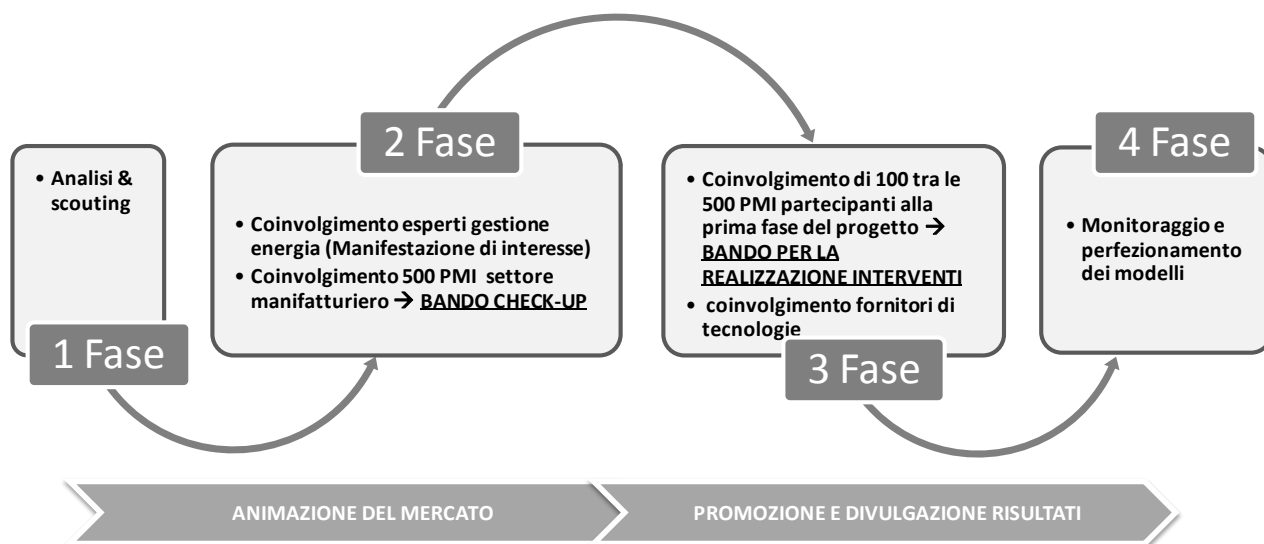 • Analisi &
scouting
1 Fase
2 Fase
• Coinvolgimento esperti gestione
energia (Manifestazione di interesse)
• Coinvolgimento 500 PMI settore
manifatturiero → BANDO CHECK-UP
• Coinvolgimento di 100 tra le
500 PMI partecipanti alla
prima fase del progetto →
BANDO PER LA
REALIZZAZIONE INTERVENTI
• coinvolgimento fornitori di
tecnologie
3 Fase
4 Fase
• Monitoraggio e
perfezionamento
dei modelli
ANIMAZIONE DEL MERCATO
PROMOZIONE E DIVULGAZIONE RISULTATI